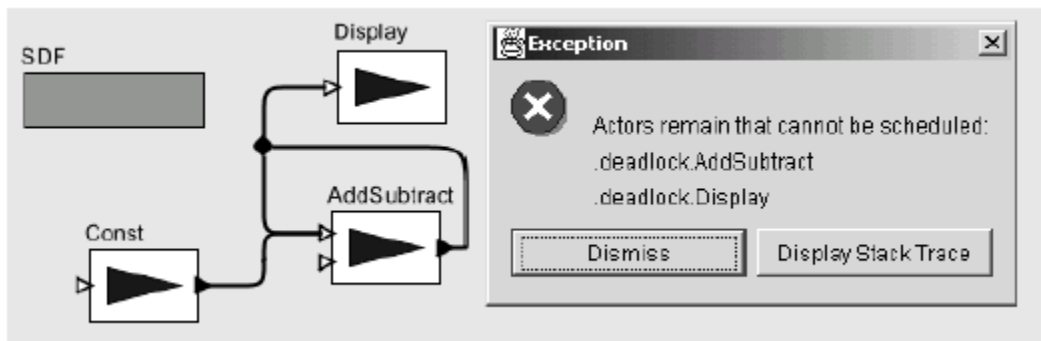 SDF
Display
AddSubtract
Const
Exception
Actors remain that cannot be scheduled:
.deadlock.AddSubtract
.deadlock.Display
Dismiss
Display Stack Trace